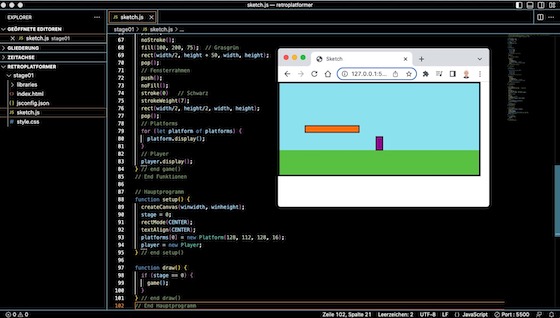 sketch.js — retroplatformer
EXPLORER
GEÖFFNETE EDITOREN
sketch.js stage01
GLIEDERUNG
ZEITACHSE
RETROPLATFORMER
stage01
libraries
index.html
jsconfig.json
sketch.js
style.css
sketch.js
stage01 > sketch.js > ...
68 noStroke();
67 fill(100, 200, 75); // Grasgrün
69 rect(width/2, height + 50, width, height);
70 pop();
71 // Fensterrahmen
72 push();
73 noFill();
74 stroke(0) // Schwarz
75 strokeWeight(7);
76 rect(width/2, height/2, width, height);
77 pop();
78 // Platforms
79 for (let platform of platforms) {
80 platform.display();
81 }
82 // Player
83 player.display();
84 } // end game()
85 // End Funktionen
86
87 // Hauptprogramm
88 function setup() {
89 createCanvas(winwidth, winheight);
90 stage = 0;
91 rectMode(CENTER);
92 textAlign(CENTER);
93 platforms[0] = new Platform(128, 112, 128, 16);
94 player = new Player;
95 } // end setup()
96
97 function draw() {
98 if (stage == 0) {
99 game();
100 }
101 } // end draw()
102 // End Hauptprogramm
Sketch
127.0.0.1:5...
0 0
Zeile 102, Spalte 21
Leerzeichen: 2
UTF-8
LF
{} JavaScript
Port : 5500